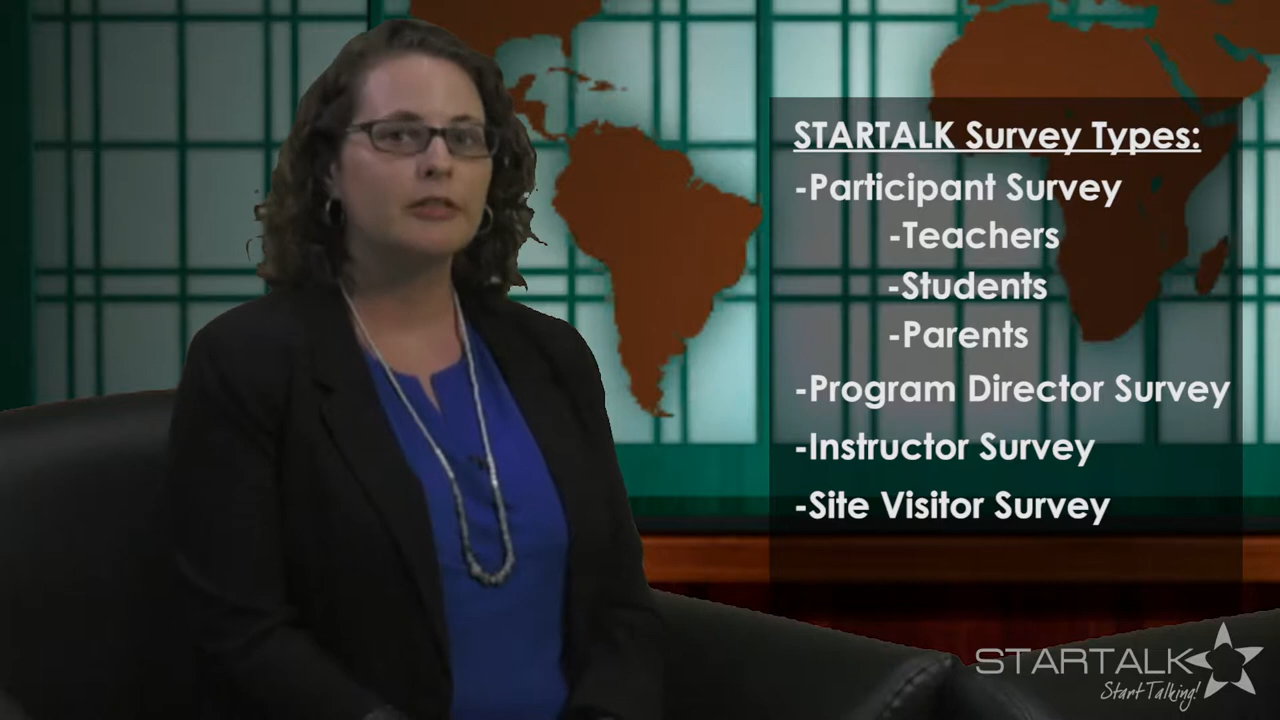 STARTALK Survey Types:
-Participant Survey
-Teachers
-Students
-Parents
-Program Director Survey
-Instructor Survey
-Site Visitor Survey
STARTALK
Start Talking!